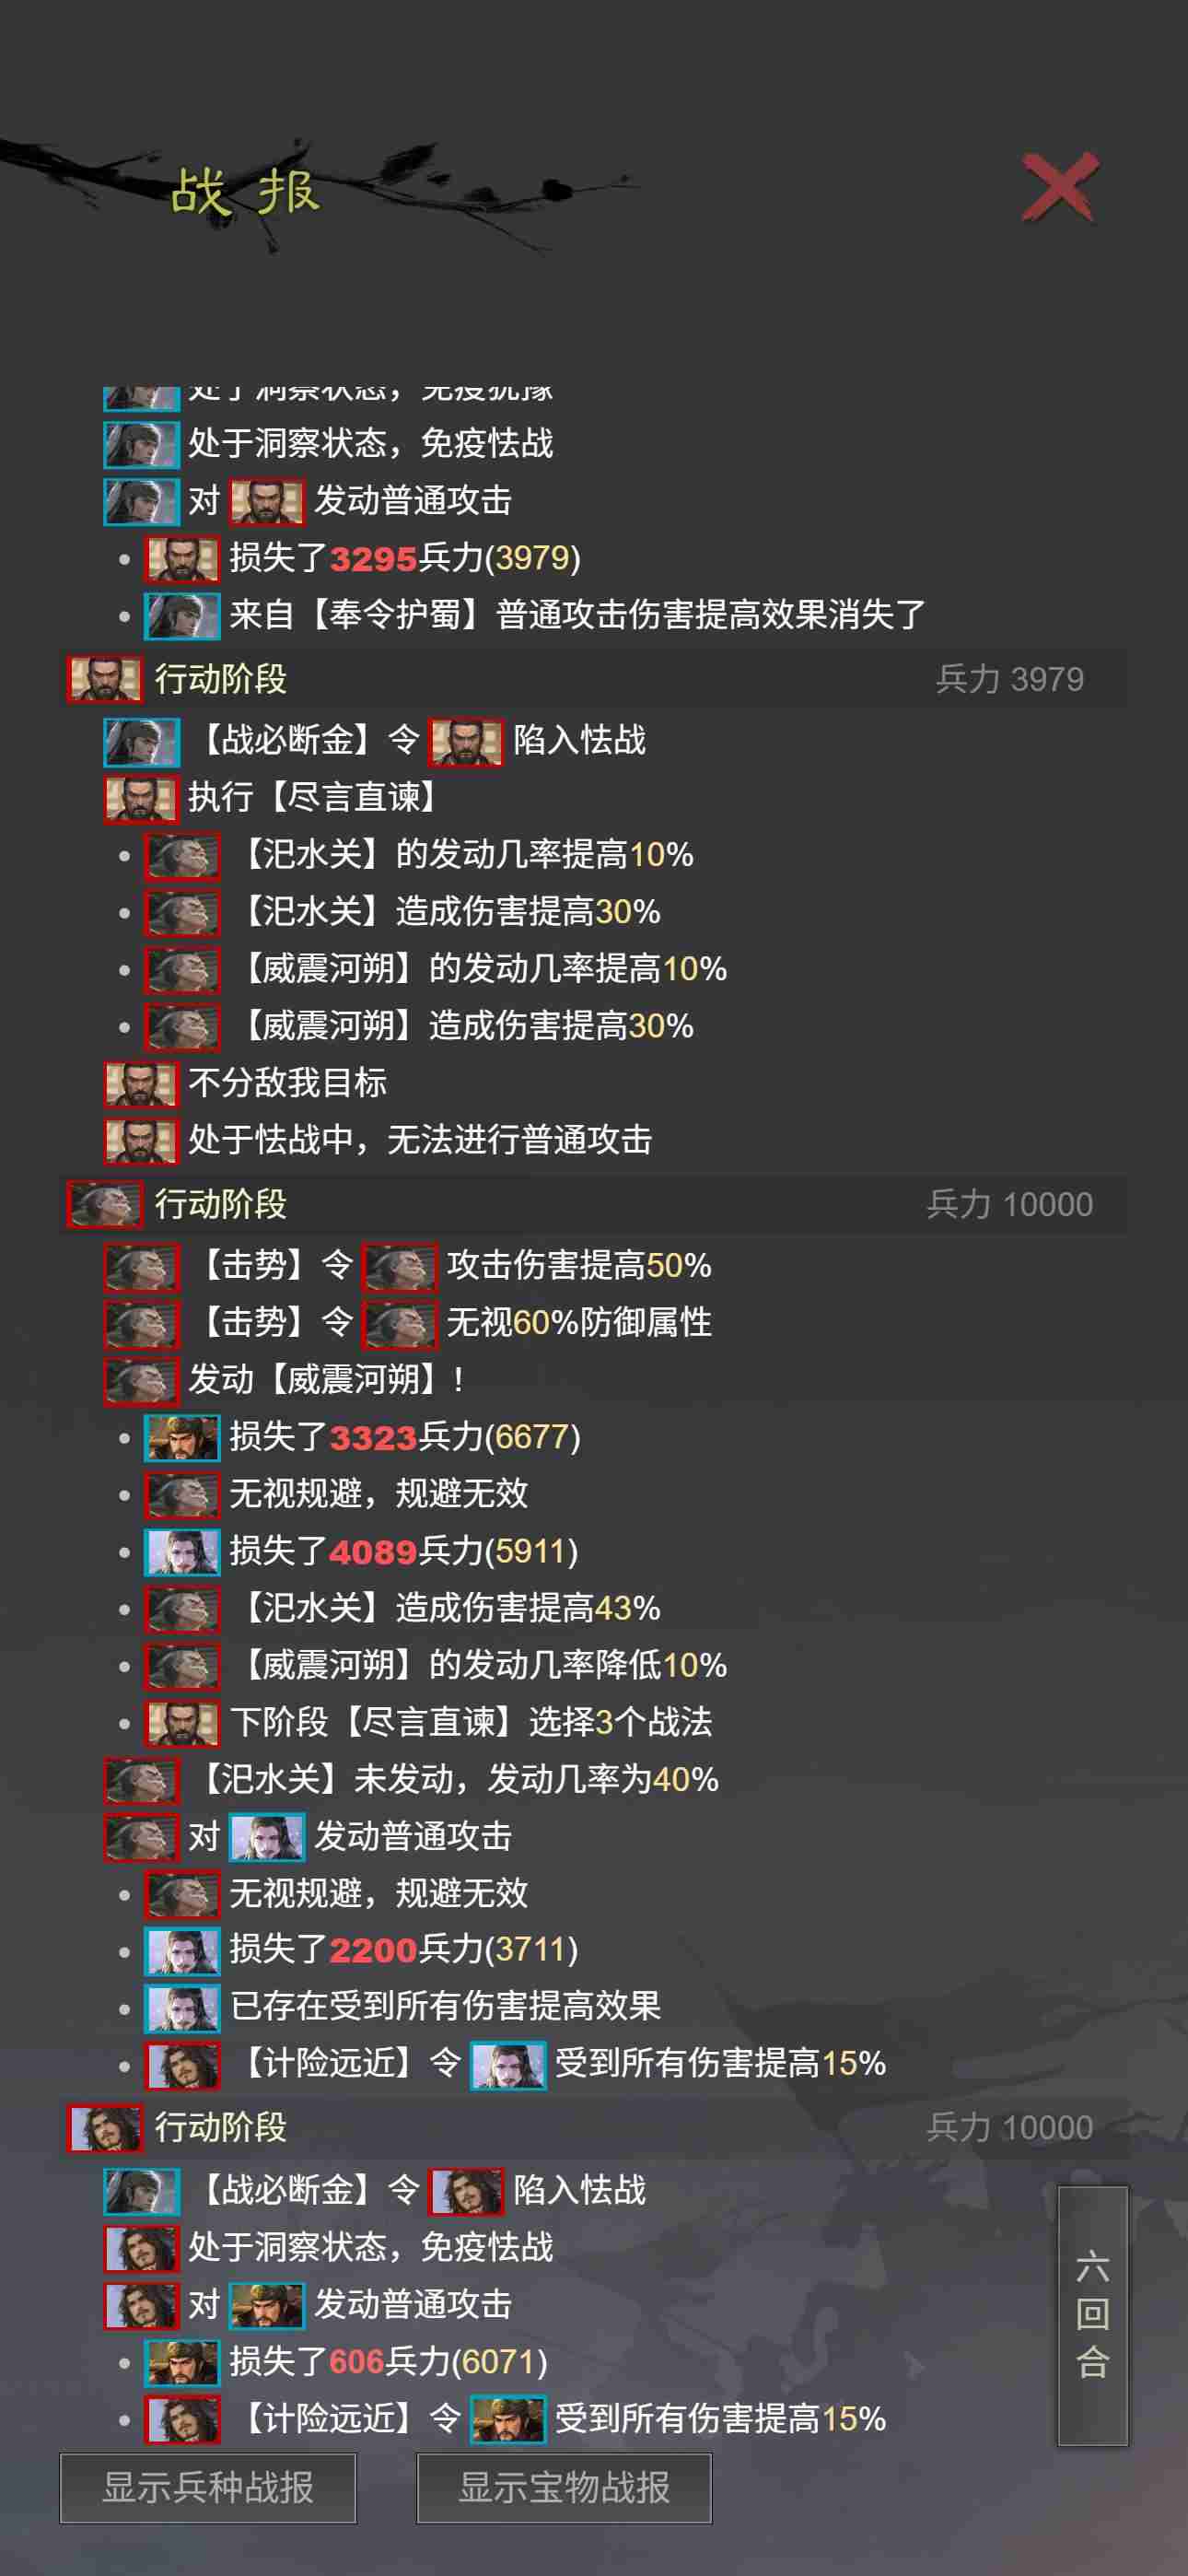 战报
处于洞察状态，免疫犹豫
处于洞察状态，免疫怯战
对 发动普通攻击
损失了3295兵力(3979)
来自【奉令护蜀】普通攻击伤害提高效果消失了
行动阶段 兵力 3979
【战必断金】令 陷入怯战
执行【尽言直谏】
【汜水关】的发动几率提高10%
【汜水关】造成伤害提高30%
【威震河朔】的发动几率提高10%
【威震河朔】造成伤害提高30%
不分敌我目标
处于怯战中，无法进行普通攻击
行动阶段 兵力 10000
【击势】令 攻击伤害提高50%
【击势】令 无视60%防御属性
发动【威震河朔】!
损失了3323兵力(6677)
无视规避，规避无效
损失了4089兵力(5911)
【汜水关】造成伤害提高43%
【威震河朔】的发动几率降低10%
下阶段【尽言直谏】选择3个战法
【汜水关】未发动，发动几率为40%
对 发动普通攻击
无视规避，规避无效
损失了2200兵力(3711)
已存在受到所有伤害提高效果
【计险远近】令 受到所有伤害提高15%
行动阶段 兵力 10000
【战必断金】令 陷入怯战
处于洞察状态，免疫怯战
对 发动普通攻击
损失了606兵力(6071)
【计险远近】令 受到所有伤害提高15%
六回合
显示兵种战报 显示宝物战报